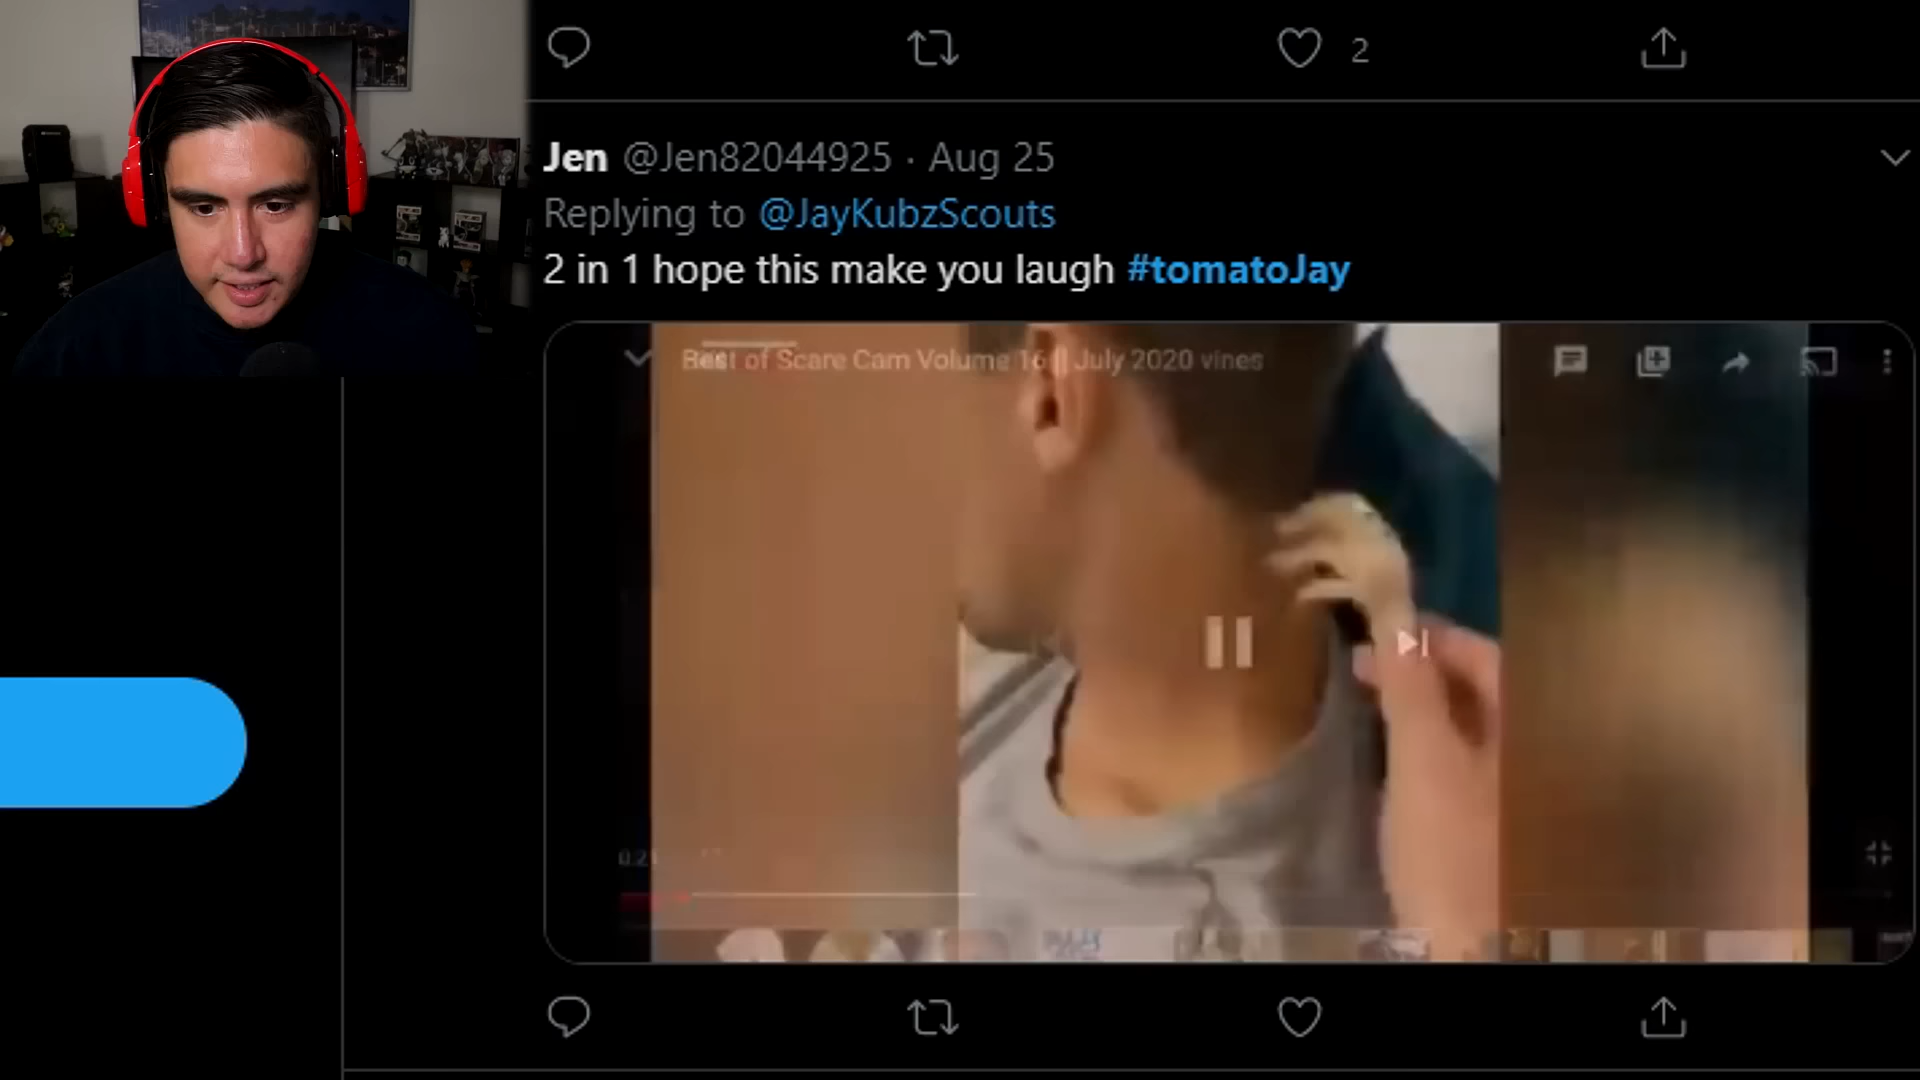 2
Jen @Jen82044925 · Aug 25
Replying to @JayKubzScouts
2 in 1 hope this make you laugh #tomatoJay
Best of Scare Cam Volume 16 || July 2020 vines